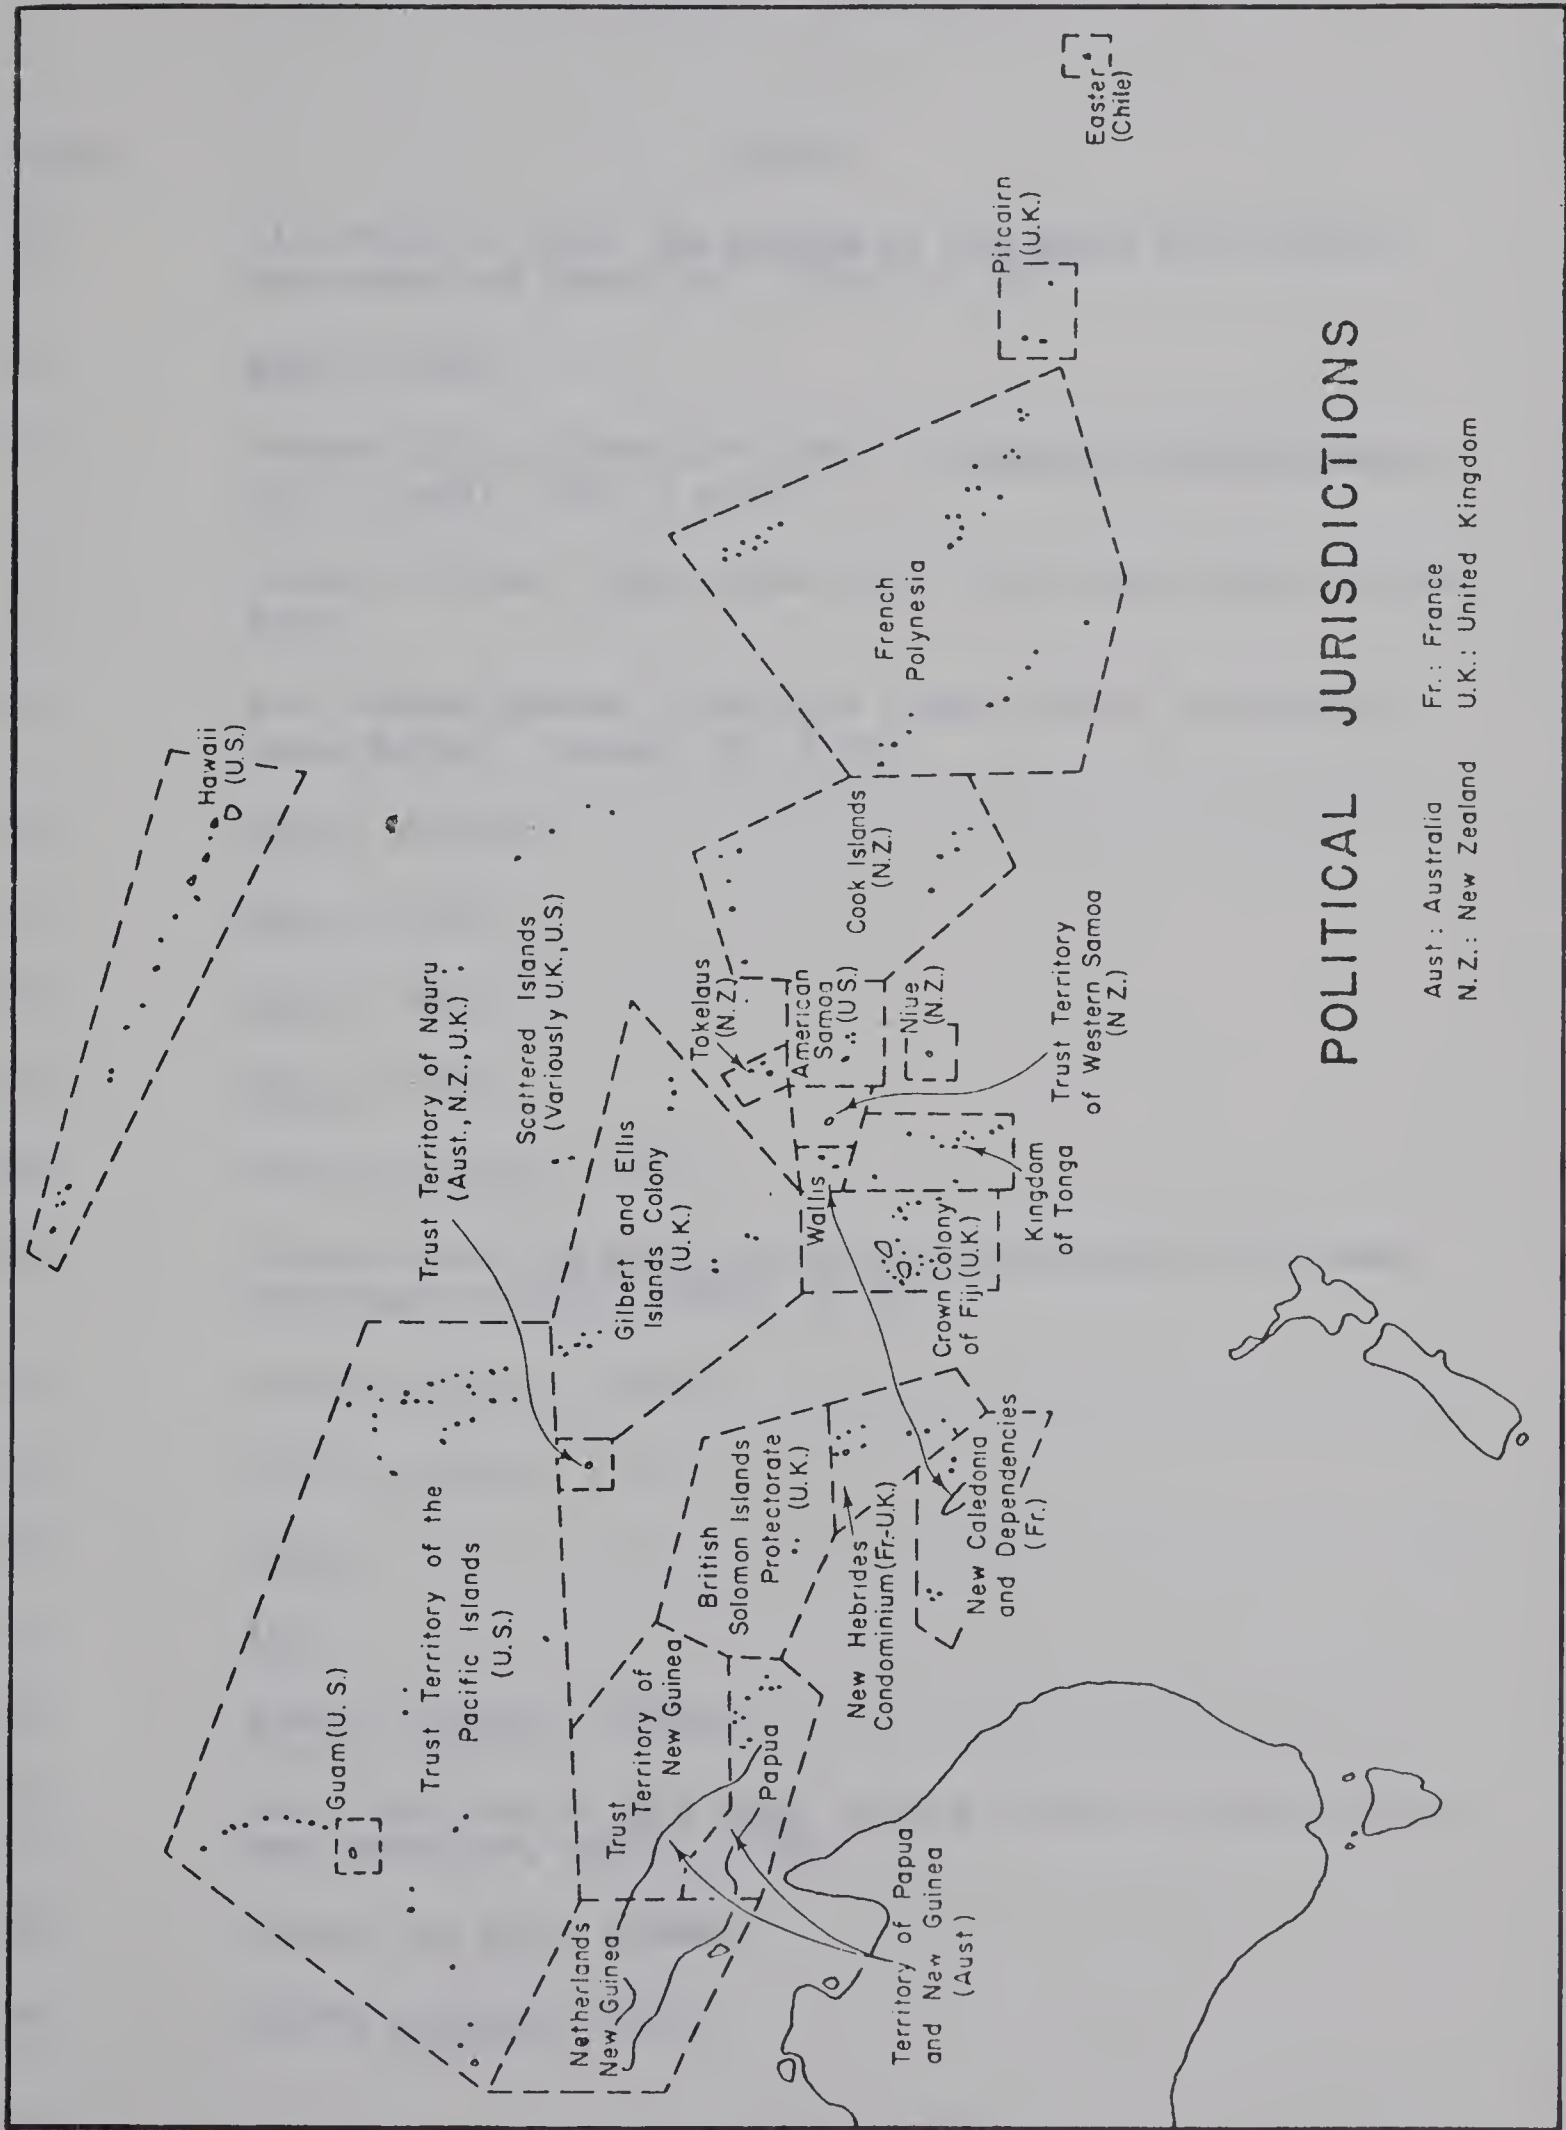 Hawaii
(U.S.)
Guam (U.S.)
Trust Territory of the
Pacific Islands
(U.S.)
Trust Territory of Nauru
(Aust., N.Z., U.K.)
Scattered Islands
(Variously U.K., U.S.)
Gilbert and Ellis
Islands Colony
(U.K.)
Netherlands
New Guinea
Trust
Territory of
New Guinea
Papua
Territory of Papua
and New Guinea
(Aust)
British
Solomon Islands
Protectorate
(U.K.)
New Hebrides
Condominium (Fr.-U.K.)
New Caledonia
and Dependencies
(Fr.)
Wallis
Crown Colony
of Fiji (U.K.)
Kingdom
of Tonga
Tokelaus
(N.Z.)
American
Samoa
(U.S.)
Niue
(N.Z.)
Trust Territory
of Western Samoa
(N.Z.)
Cook Islands
(N.Z.)
French
Polynesia
Pitcairn
(U.K.)
Easter
(Chile)
POLITICAL JURISDICTIONS
Aust: Australia Fr.: France
N.Z.: New Zealand U.K.: United Kingdom